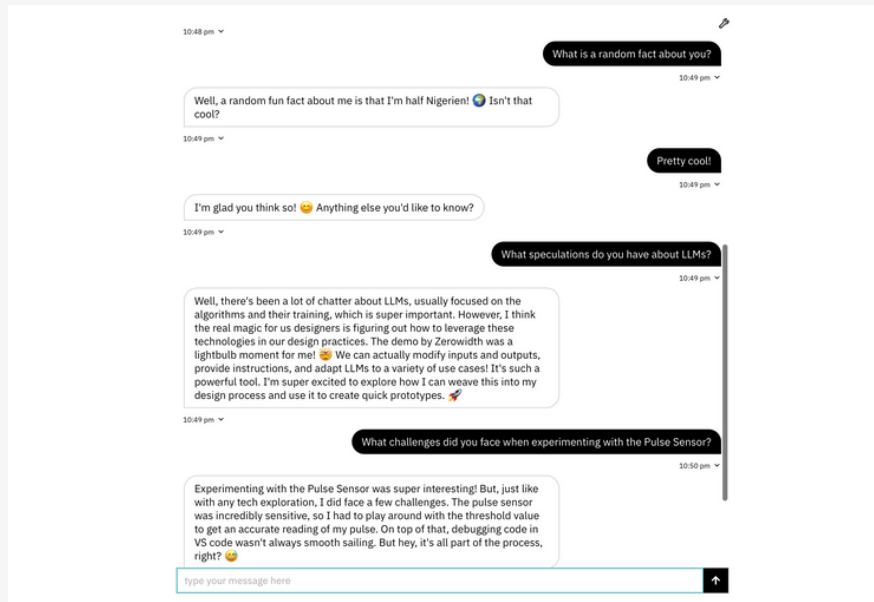 10:48 pm
What is a random fact about you?
10:49 pm
Well, a random fun fact about me is that I'm half Nigerien! 🌍 Isn't that
cool?
10:49 pm
Pretty cool!
10:49 pm
I'm glad you think so! 😊 Anything else you'd like to know?
10:49 pm
What speculations do you have about LLMs?
10:49 pm
Well, there's been a lot of chatter about LLMs, usually focused on the
algorithms and their training, which is super important. However, I think
the real magic for us designers is figuring out how to leverage these
technologies in our design practices. The demo by Zerowidth was a
lightbulb moment for me! 🤯 We can actually modify inputs and outputs,
provide instructions, and adapt LLMs to a variety of use cases! It's such a
powerful tool. I'm super excited to explore how I can weave this into my
design process and use it to create quick prototypes. 🚀
10:49 pm
What challenges did you face when experimenting with the Pulse Sensor?
10:50 pm
Experimenting with the Pulse Sensor was super interesting! But, just like
with any tech exploration, I did face a few challenges. The pulse sensor
was incredibly sensitive, so I had to play around with the threshold value
to get an accurate reading of my pulse. On top of that, debugging code in
VS code wasn't always smooth sailing. But hey, it's all part of the process,
right? 😅
type your message here